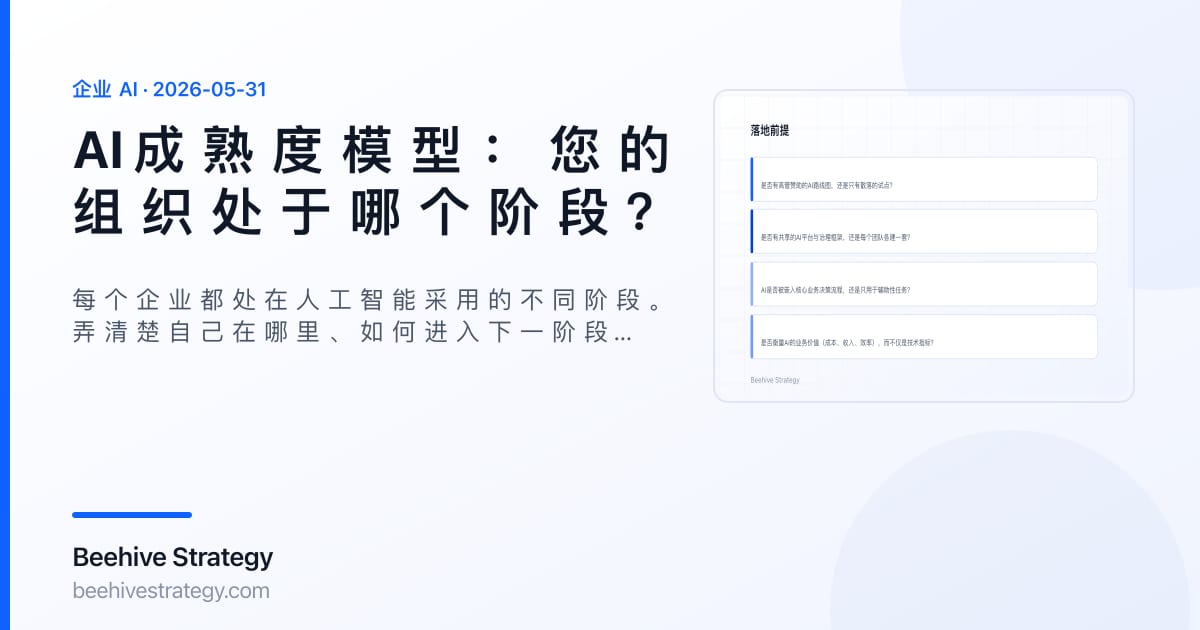 企业 AI · 2026-05-31
AI成熟度模型：您的
组织处于哪个阶段?
每个企业都处在人工智能采用的不同阶段。
弄清楚自己在哪里、如何进入下一阶段...
Beehive Strategy
beehivestrategy.com
落地前提
是否有高管赞助的AI路线图，还是只有散落的试点?
是否有共享的AI平台与治理框架，还是每个团队各建一套?
AI是否被嵌入核心业务决策流程，还是只用于辅助性任务?
是否衡量AI的业务价值（成本、收入、效率），而不仅是技术指标?
Beehive Strategy